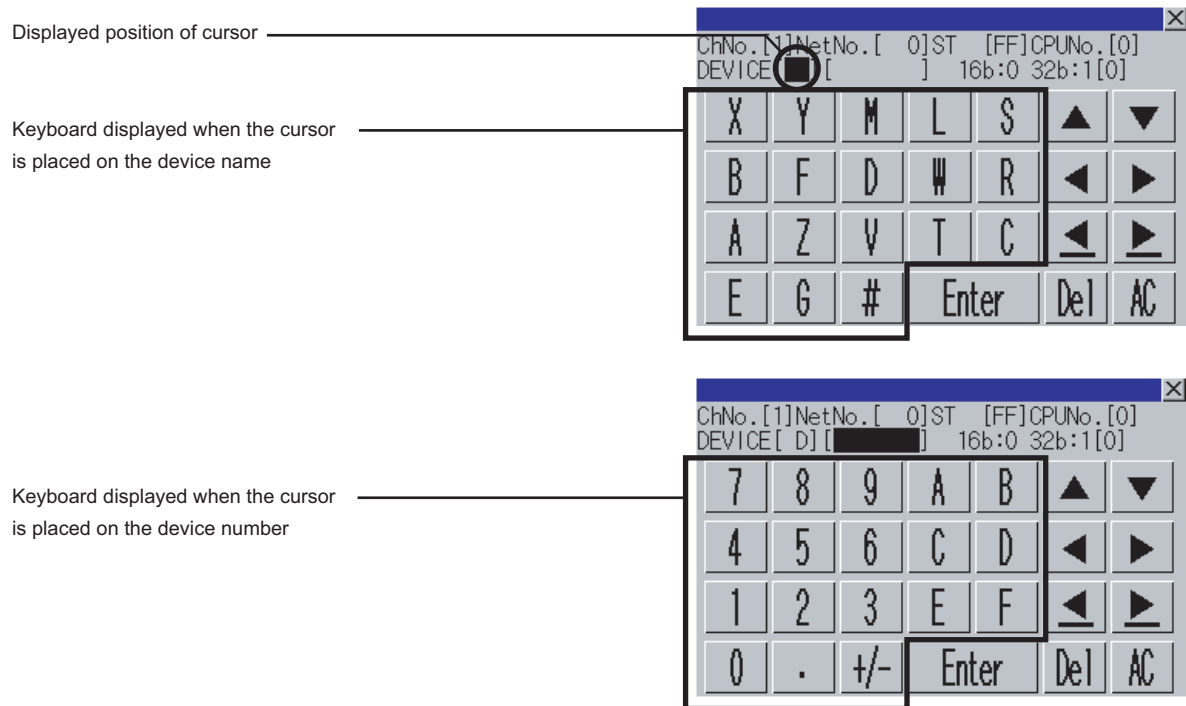 Displayed position of cursor
ChNo.[1]NetNo.[ 0]ST [FF]CPUNo.[0]
DEVICE[ ][ ] 16b:0 32b:1[0]
Keyboard displayed when the cursor
is placed on the device name
X Y M L S ▲ ▼
B F D W R ◀ ▶
A Z V T C ◀ ▶
E G # Enter Del AC
ChNo.[1]NetNo.[ 0]ST [FF]CPUNo.[0]
DEVICE[ D][ ] 16b:0 32b:1[0]
Keyboard displayed when the cursor
is placed on the device number
7 8 9 A B ▲ ▼
4 5 6 C D ◀ ▶
1 2 3 E F ◀ ▶
0 . +/- Enter Del AC